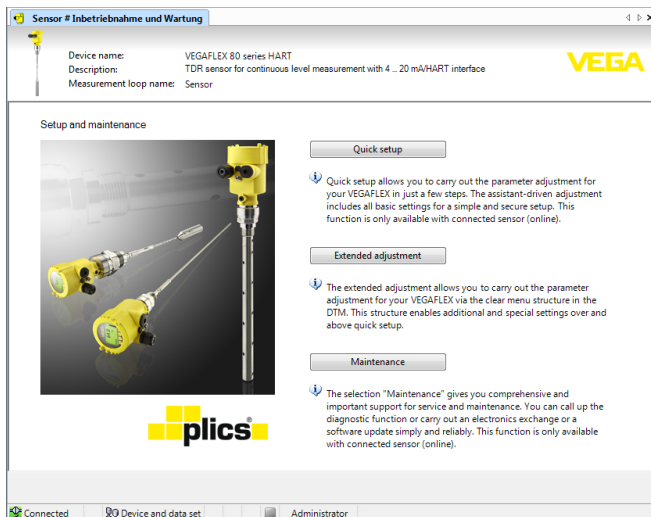 Sensor # Inbetriebnahme und Wartung
Device name: VEGAFLEX 80 series HART
Description: TDR sensor for continuous level measurement with 4 .. 20 mA/HART interface
Measurement loop name: Sensor
VEGA
Setup and maintenance
Quick setup
Quick setup allows you to carry out the parameter adjustment for
your VEGAFLEX in just a few steps. The assistant-driven adjustment
includes all basic settings for a simple and secure setup. This
function is only available with connected sensor (online).
Extended adjustment
The extended adjustment allows you to carry out the parameter
adjustment for your VEGAFLEX via the clear menu structure in the
DTM. This structure enables additional and special settings over and
above quick setup.
Maintenance
The selection "Maintenance" gives you comprehensive and
important support for service and maintenance. You can call up the
diagnostic function or carry out an electronics exchange or a
software update simply and reliably. This function is only available
with connected sensor (online).
plics®
Connected Device and data set Administrator